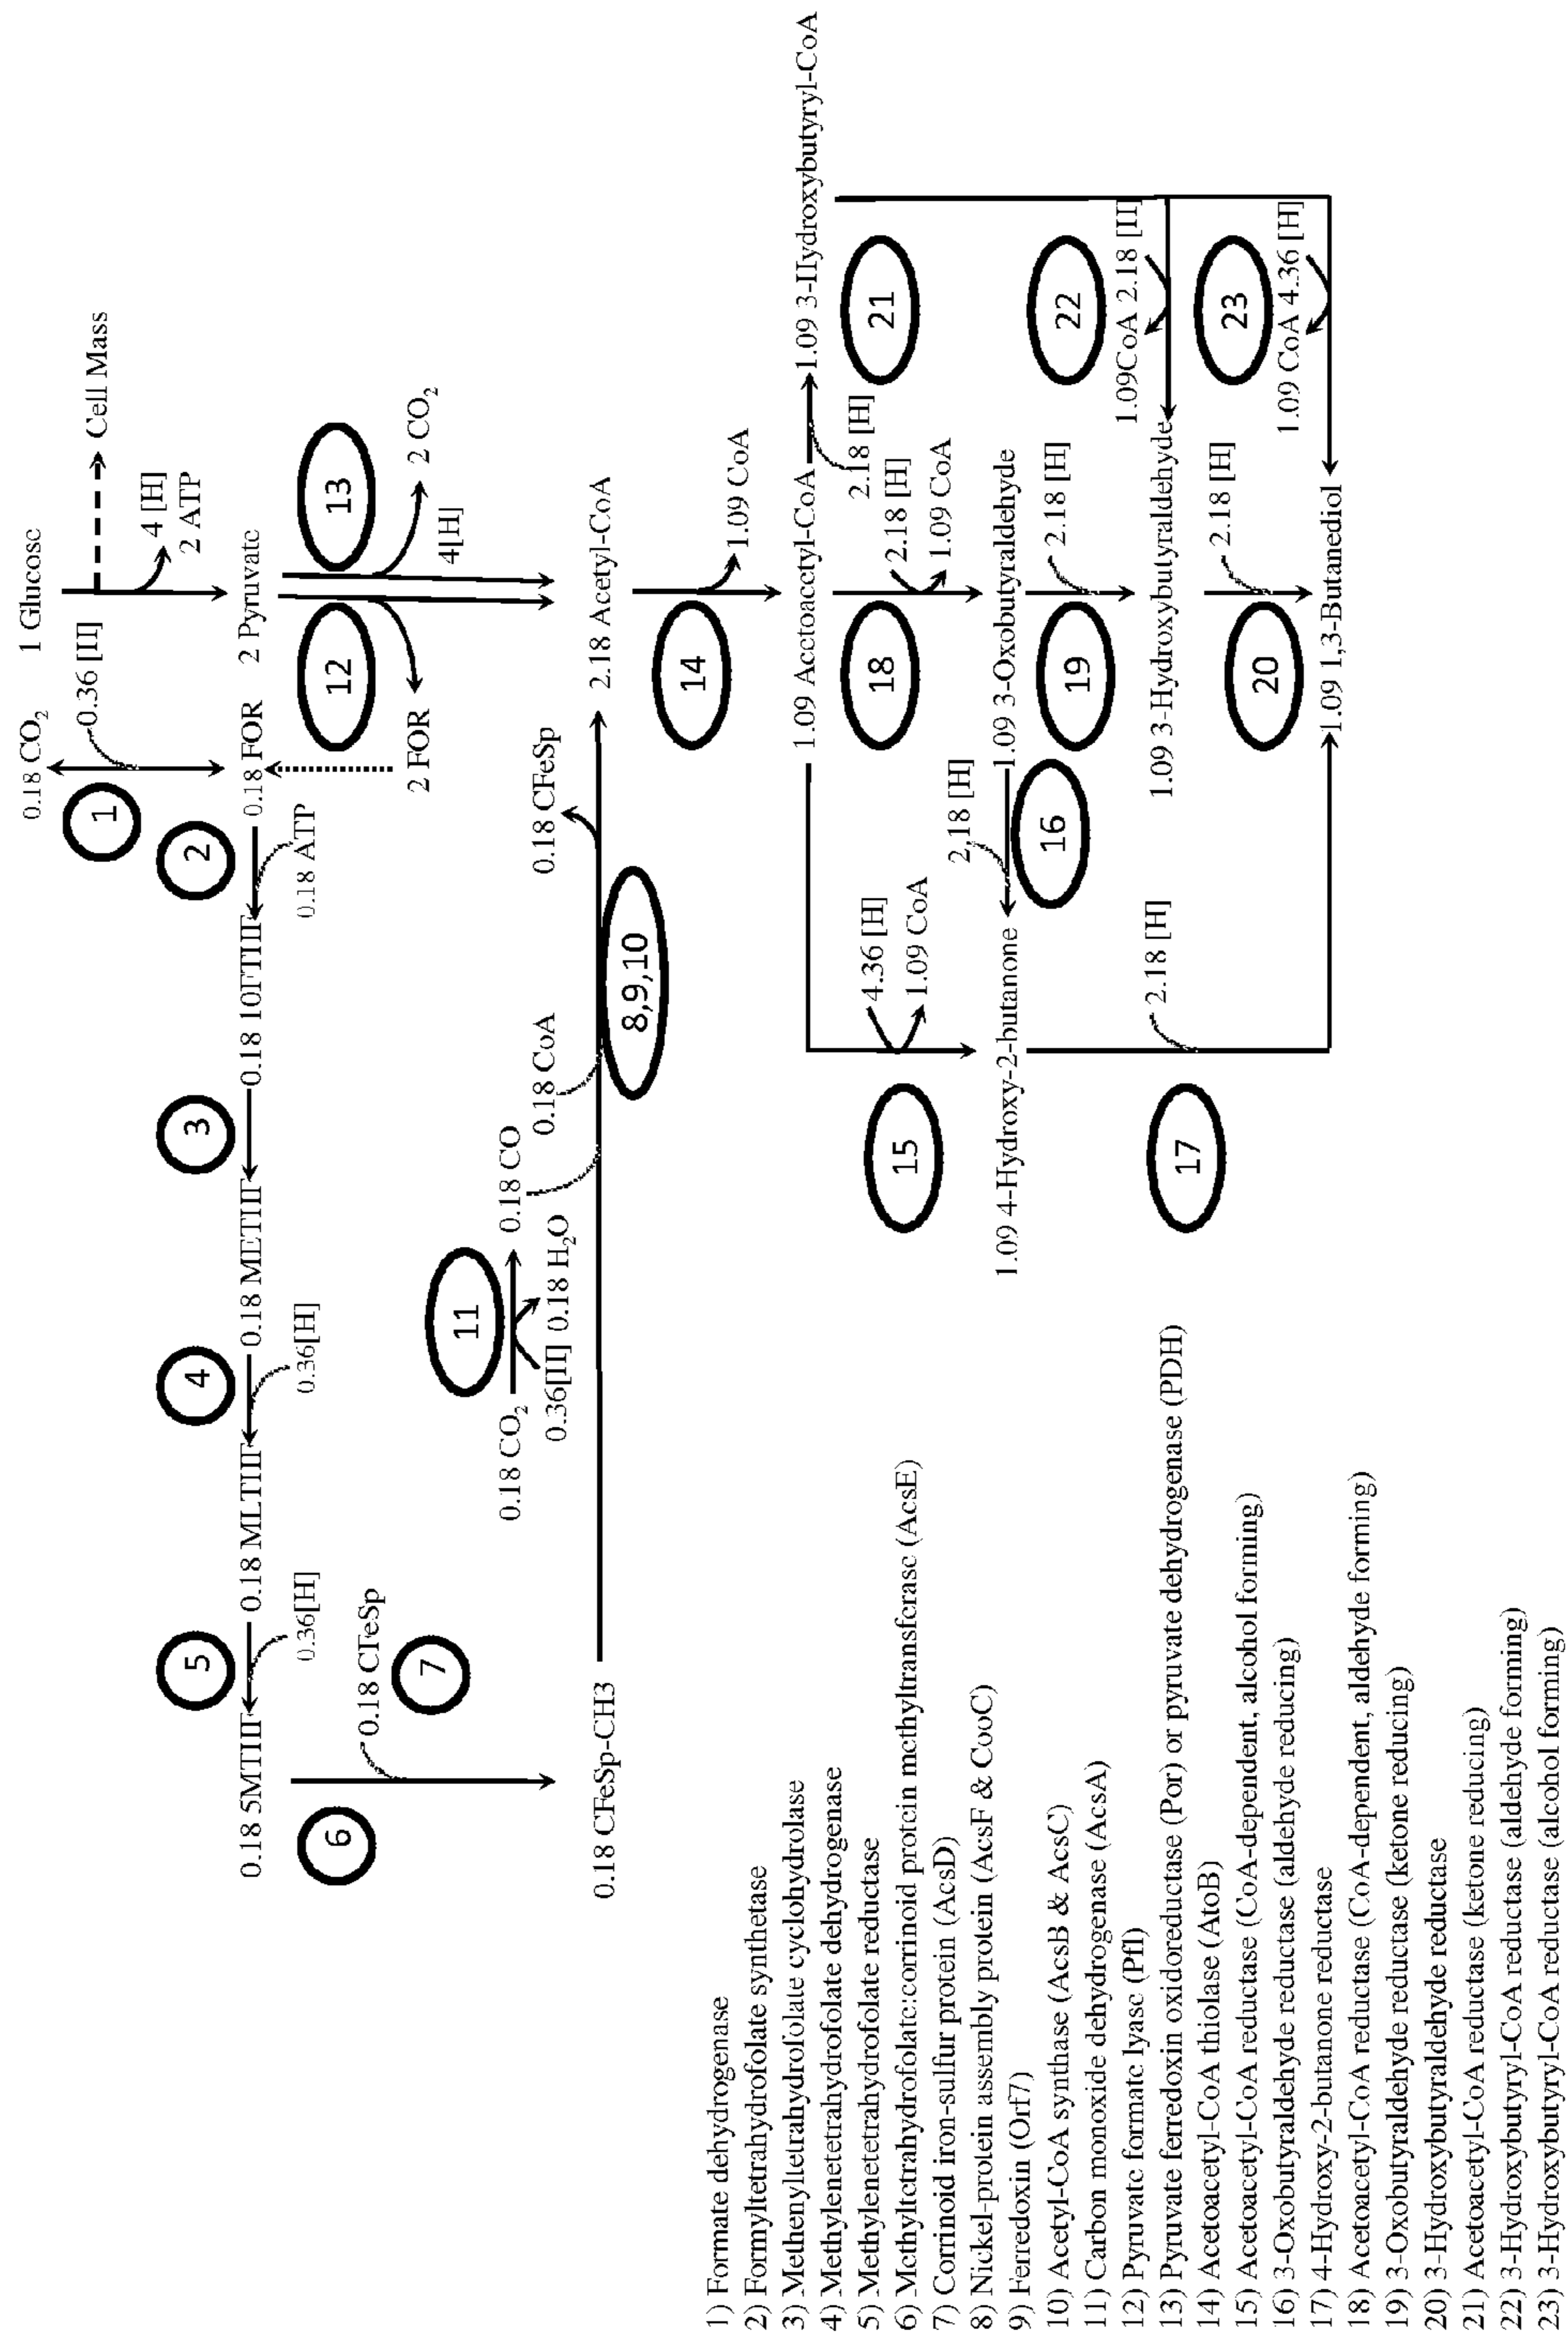 0.18 CO2
1 Glucose
0.36 [H]
Cell Mass
4 [H]
2 ATP
1
2
3
4
5
0.18 5MTHF
0.18 MLTHF
0.18 METHF
0.18 10FTHF
0.18 FOR
2 Pyruvate
0.36[H]
0.36[H]
0.18 ATP
12
13
6
0.18 CFeSp
7
2 FOR
4[H]
2 CO2
11
0.18 CO2
0.18 CO
0.36[H]
0.18 H2O
0.18 CoA
0.18 CFeSp
0.18 CFeSp-CH3
8,9,10
2.18 Acetyl-CoA
14
1.09 CoA
1.09 Acetoacetyl-CoA
1.09 3-Hydroxybutyryl-CoA
2.18 [H]
21
15
4.36 [H]
1.09 CoA
18
2.18 [H]
1.09 CoA
2.18 [H]
1.09 4-Hydroxy-2-butanone
1.09 3-Oxobutyraldehyde
16
19
2.18 [H]
22
1.09CoA 2.18 [H]
17
2.18 [H]
1.09 3-Hydroxybutyraldehyde
20
2.18 [H]
23
1.09 CoA 4.36 [H]
1.09 1,3-Butanediol
1) Formate dehydrogenase
2) Formyltetrahydrofolate synthetase
3) Methenyltetrahydrofolate cyclohydrolase
4) Methylenetetrahydrofolate dehydrogenase
5) Methylenetetrahydrofolate reductase
6) Methyltetrahydrofolate:corrinoid protein methyltransferase (AcsE)
7) Corrinoid iron-sulfur protein (AcsD)
8) Nickel-protein assembly protein (AcsF & CooC)
9) Ferredoxin (Orf7)
10) Acetyl-CoA synthase (AcsB & AcsC)
11) Carbon monoxide dehydrogenase (AcsA)
12) Pyruvate formate lyase (Pfl)
13) Pyruvate ferredoxin oxidoreductase (Por) or pyruvate dehydrogenase (PDH)
14) Acetoacetyl-CoA thiolase (AtoB)
15) Acetoacetyl-CoA reductase (CoA-dependent, alcohol forming)
16) 3-Oxobutyraldehyde reductase (aldehyde reducing)
17) 4-Hydroxy-2-butanone reductase
18) Acetoacetyl-CoA reductase (CoA-dependent, aldehyde forming)
19) 3-Oxobutyraldehyde reductase (ketone reducing)
20) 3-Hydroxybutyraldehyde reductase
21) Acetoacetyl-CoA reductase (ketone reducing)
22) 3-Hydroxybutyryl-CoA reductase (aldehyde forming)
23) 3-Hydroxybutyryl-CoA reductase (alcohol forming)